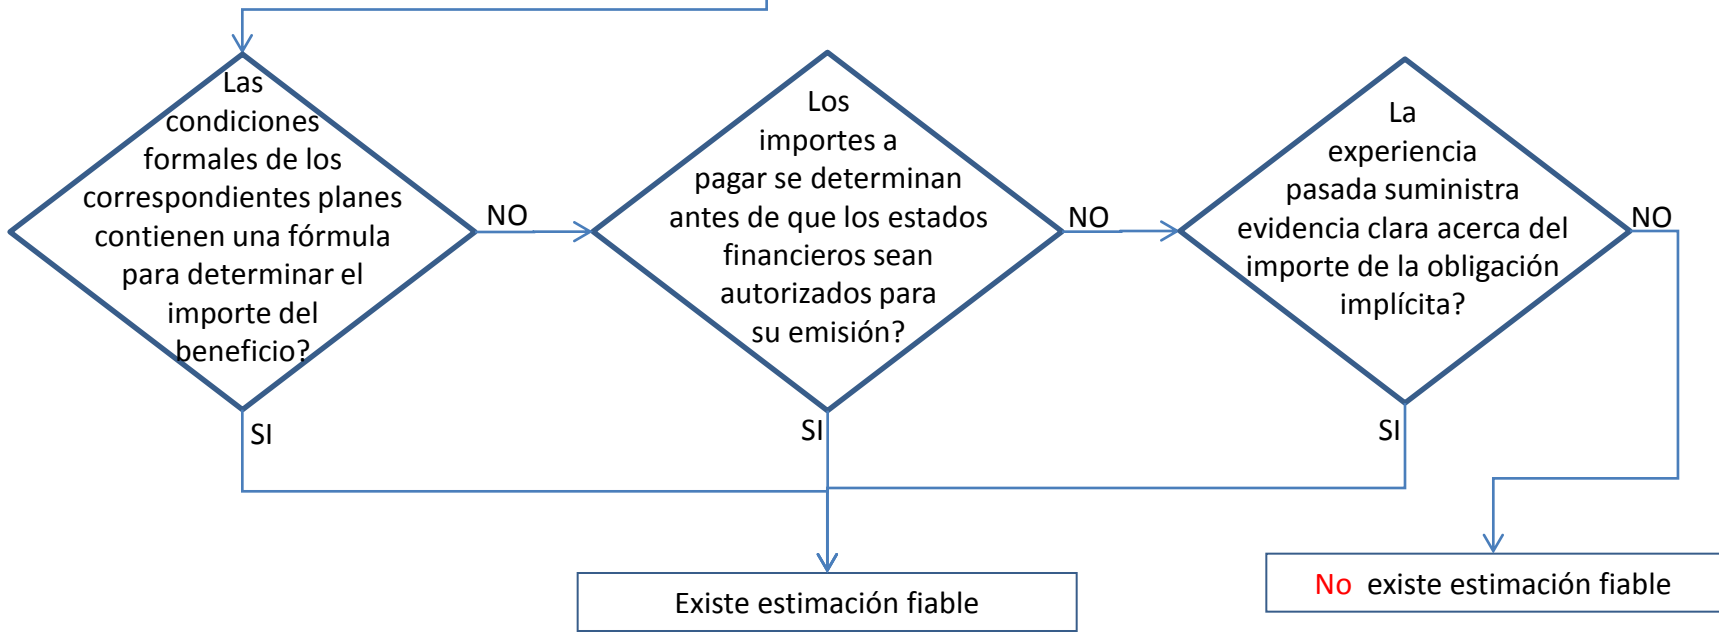 Las
condiciones
formales de los
correspondientes planes
contienen una fórmula
para determinar el
importe del
beneficio?
NO
SI
Los
importes a
pagar se determinan
antes de que los estados
financieros sean
autorizados para
su emisión?
NO
SI
La
experiencia
pasada suministra
evidencia clara acerca del
importe de la obligación
implícita?
NO
SI
Existe estimación fiable
No existe estimación fiable